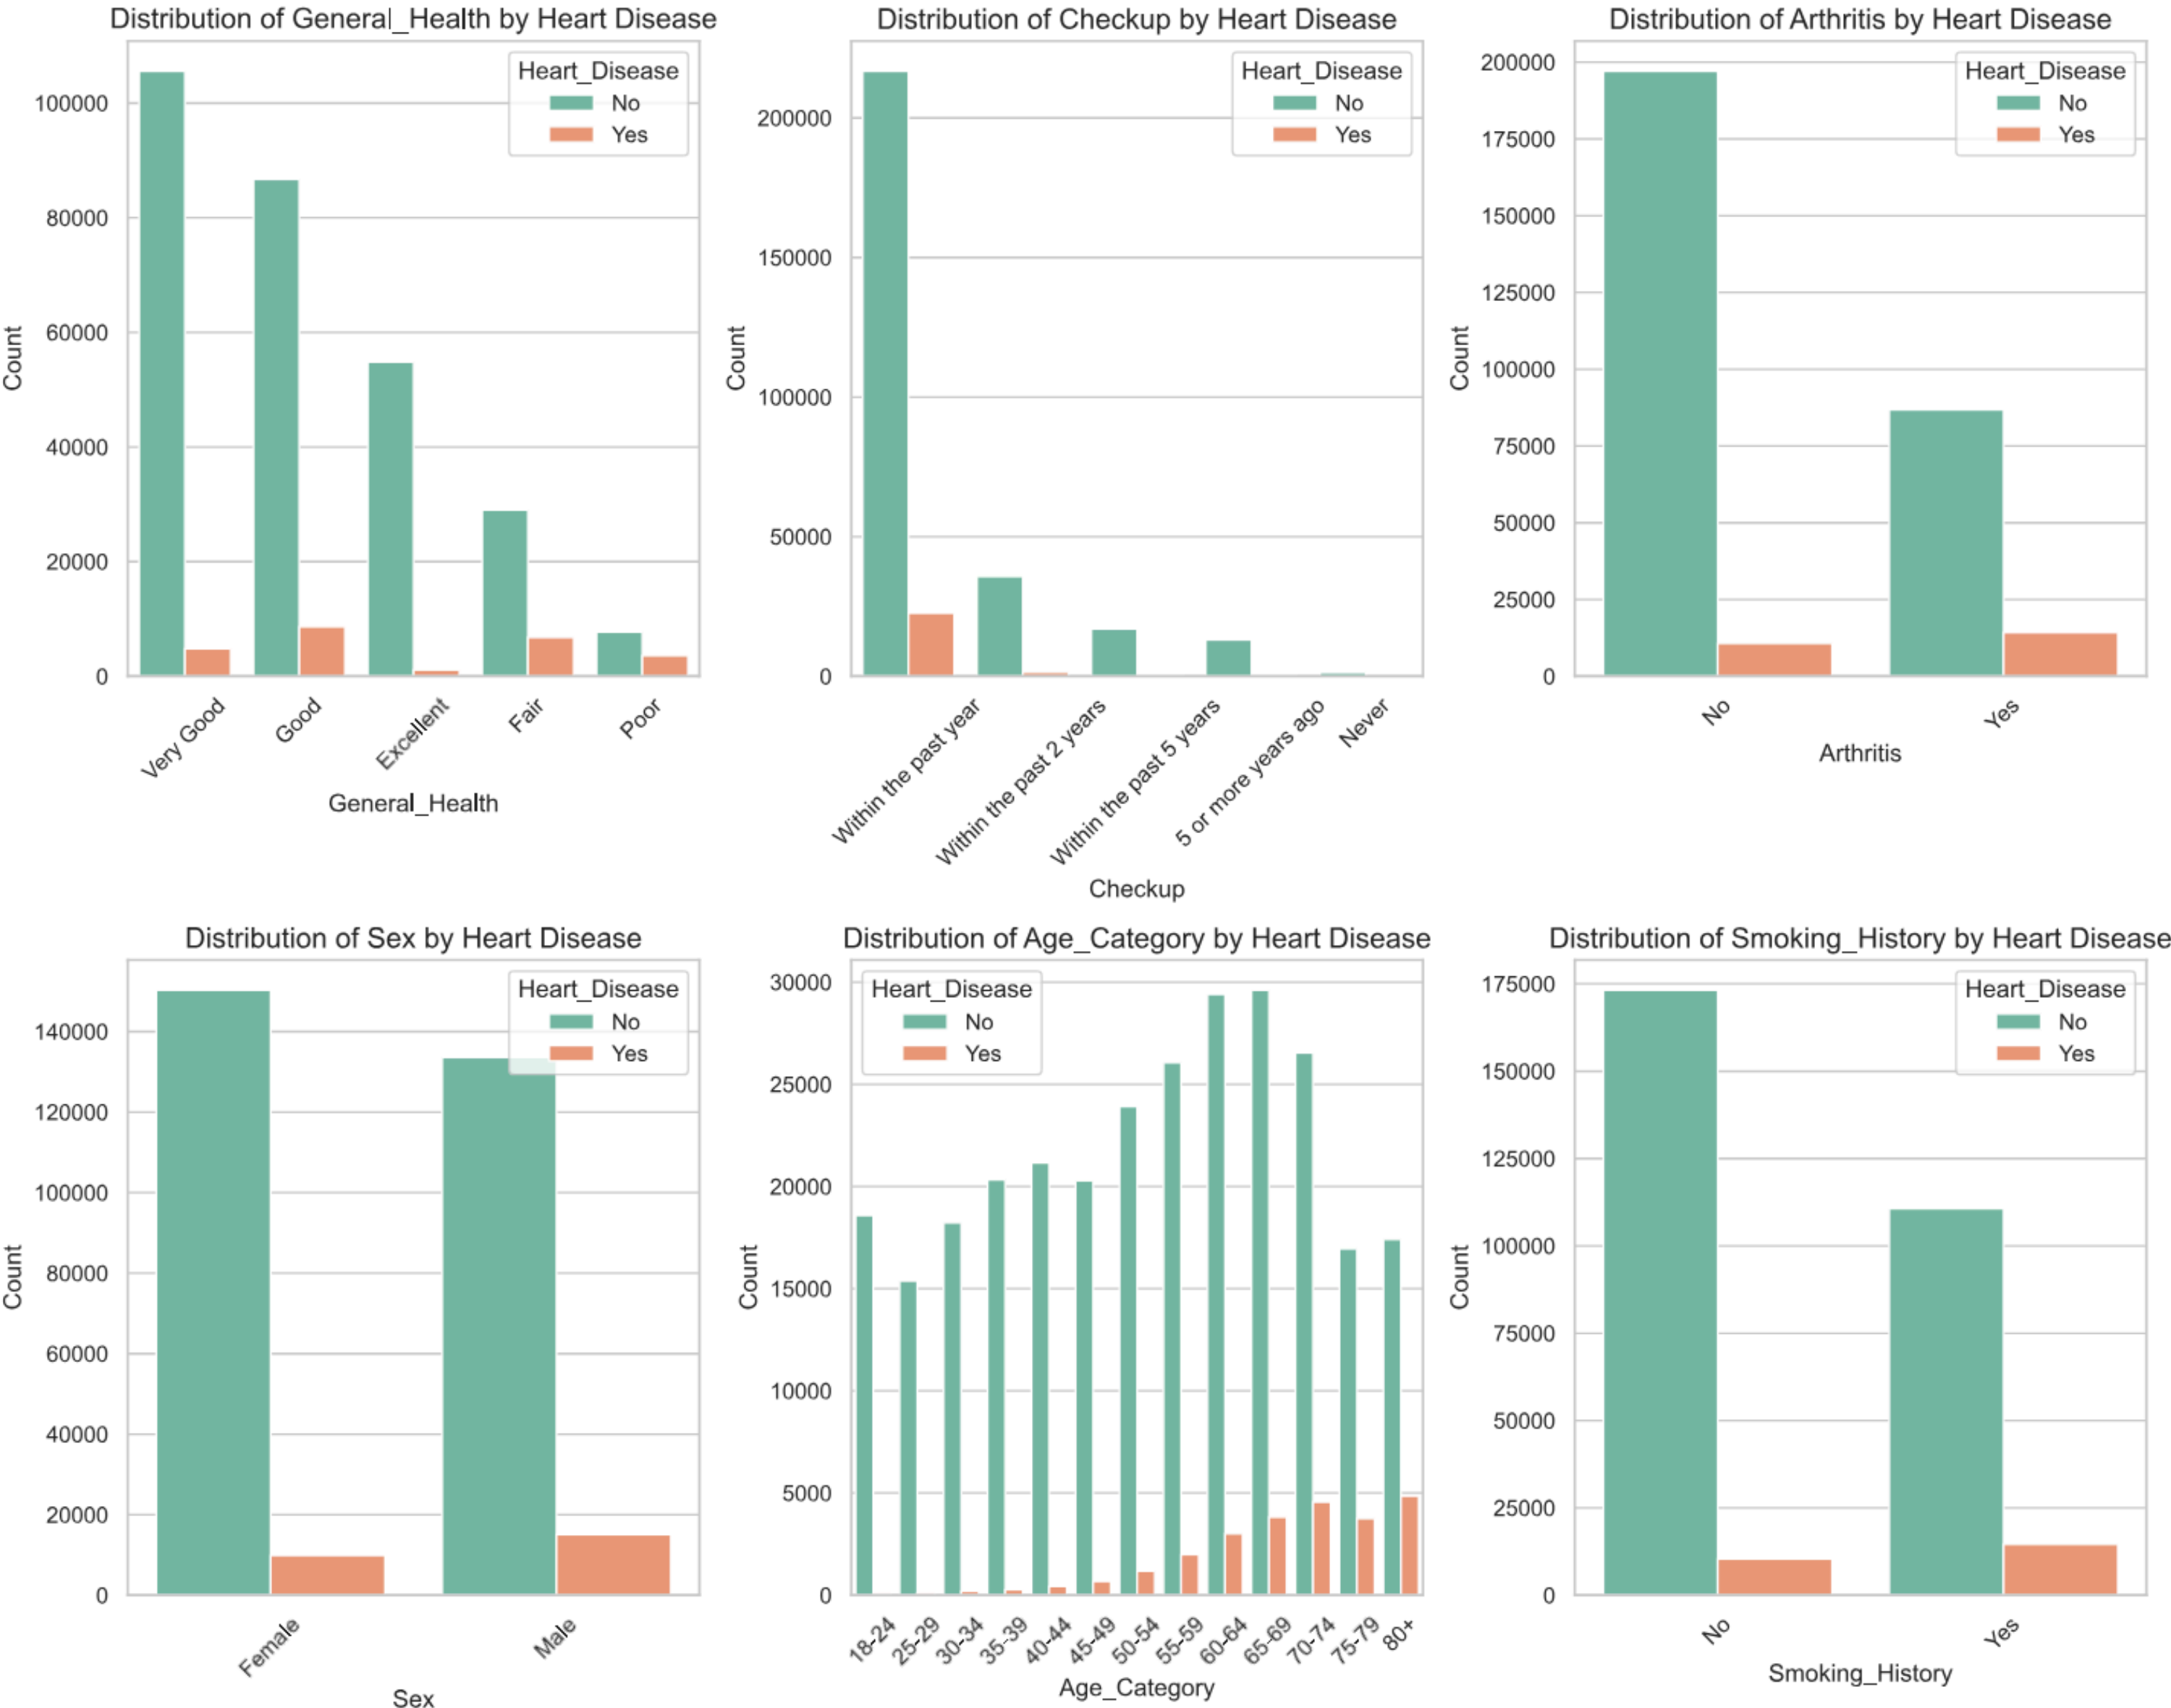 Distribution of General_Health by Heart Disease
Heart_Disease
No
Yes
100000
80000
60000
40000
20000
0
Count
Very Good
Good
Excellent
Fair
Poor
General_Health
Distribution of Checkup by Heart Disease
Heart_Disease
No
Yes
200000
150000
100000
50000
0
Count
Within the past year
Within the past 2 years
Within the past 5 years
5 or more years ago
Never
Checkup
Distribution of Arthritis by Heart Disease
Heart_Disease
No
Yes
200000
175000
150000
125000
100000
75000
50000
25000
0
Count
No
Yes
Arthritis
Distribution of Sex by Heart Disease
Heart_Disease
No
Yes
140000
120000
100000
80000
60000
40000
20000
0
Count
Female
Male
Sex
Distribution of Age_Category by Heart Disease
Heart_Disease
No
Yes
30000
25000
20000
15000
10000
5000
0
Count
18-24
25-29
30-34
35-39
40-44
45-49
50-54
55-59
60-64
65-69
70-74
75-79
80+
Age_Category
Distribution of Smoking_History by Heart Disease
Heart_Disease
No
Yes
175000
150000
125000
100000
75000
50000
25000
0
Count
No
Yes
Smoking_History